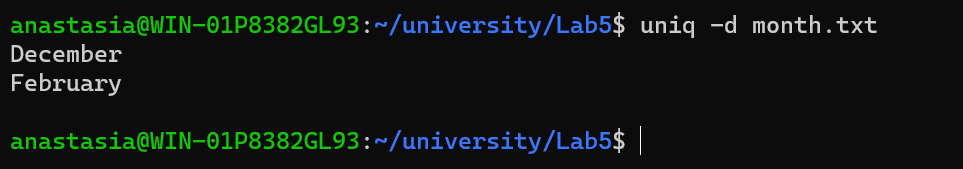 anastasia@WIN-01P8382GL93:~/university/Lab5$ uniq -d month.txt
December
February
anastasia@WIN-01P8382GL93:~/university/Lab5$